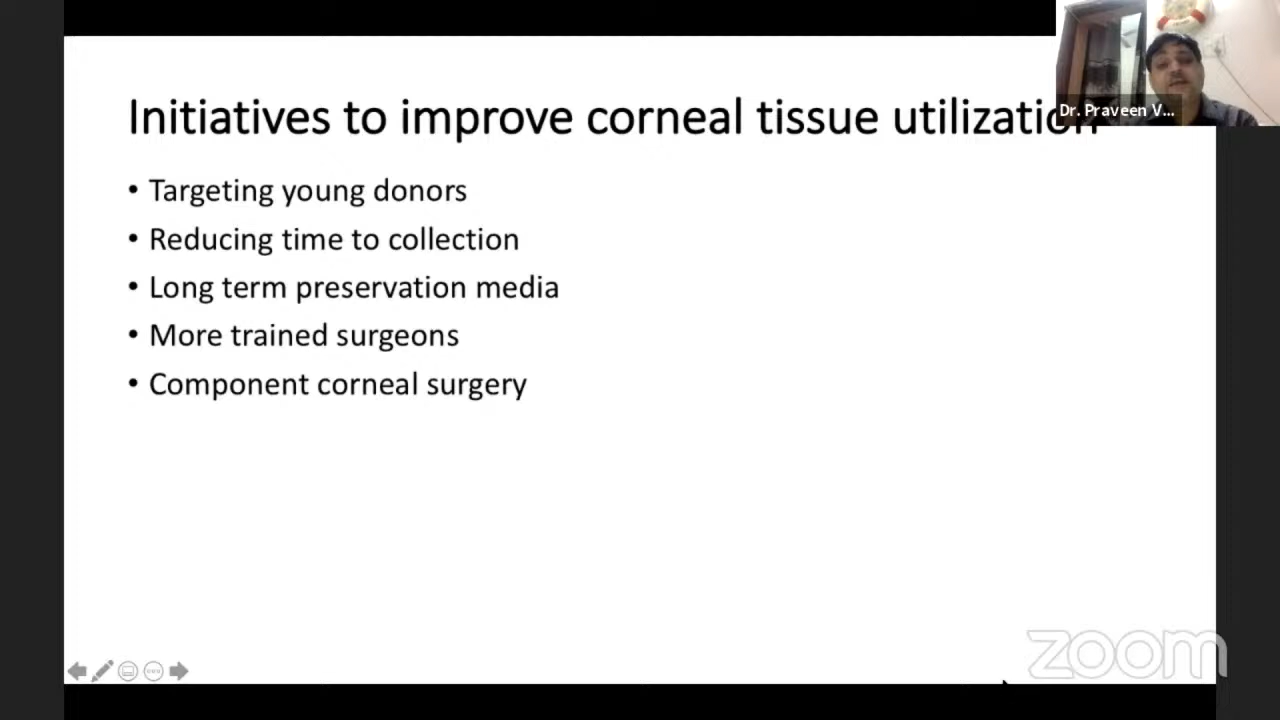 Initiatives to improve corneal tissue utilization
Dr. Praveen V...
• Targeting young donors
• Reducing time to collection
• Long term preservation media
• More trained surgeons
• Component corneal surgery
zoom